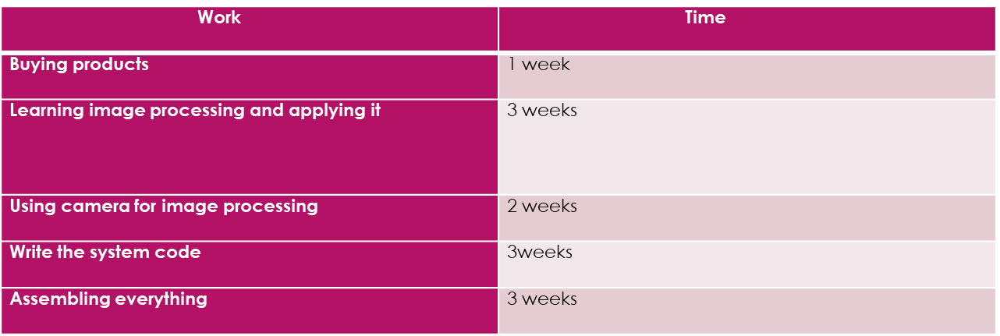 Work Time
Buying products 1 week
Learning image processing and applying it 3 weeks
Using camera for image processing 2 weeks
Write the system code 3weeks
Assembling everything 3 weeks